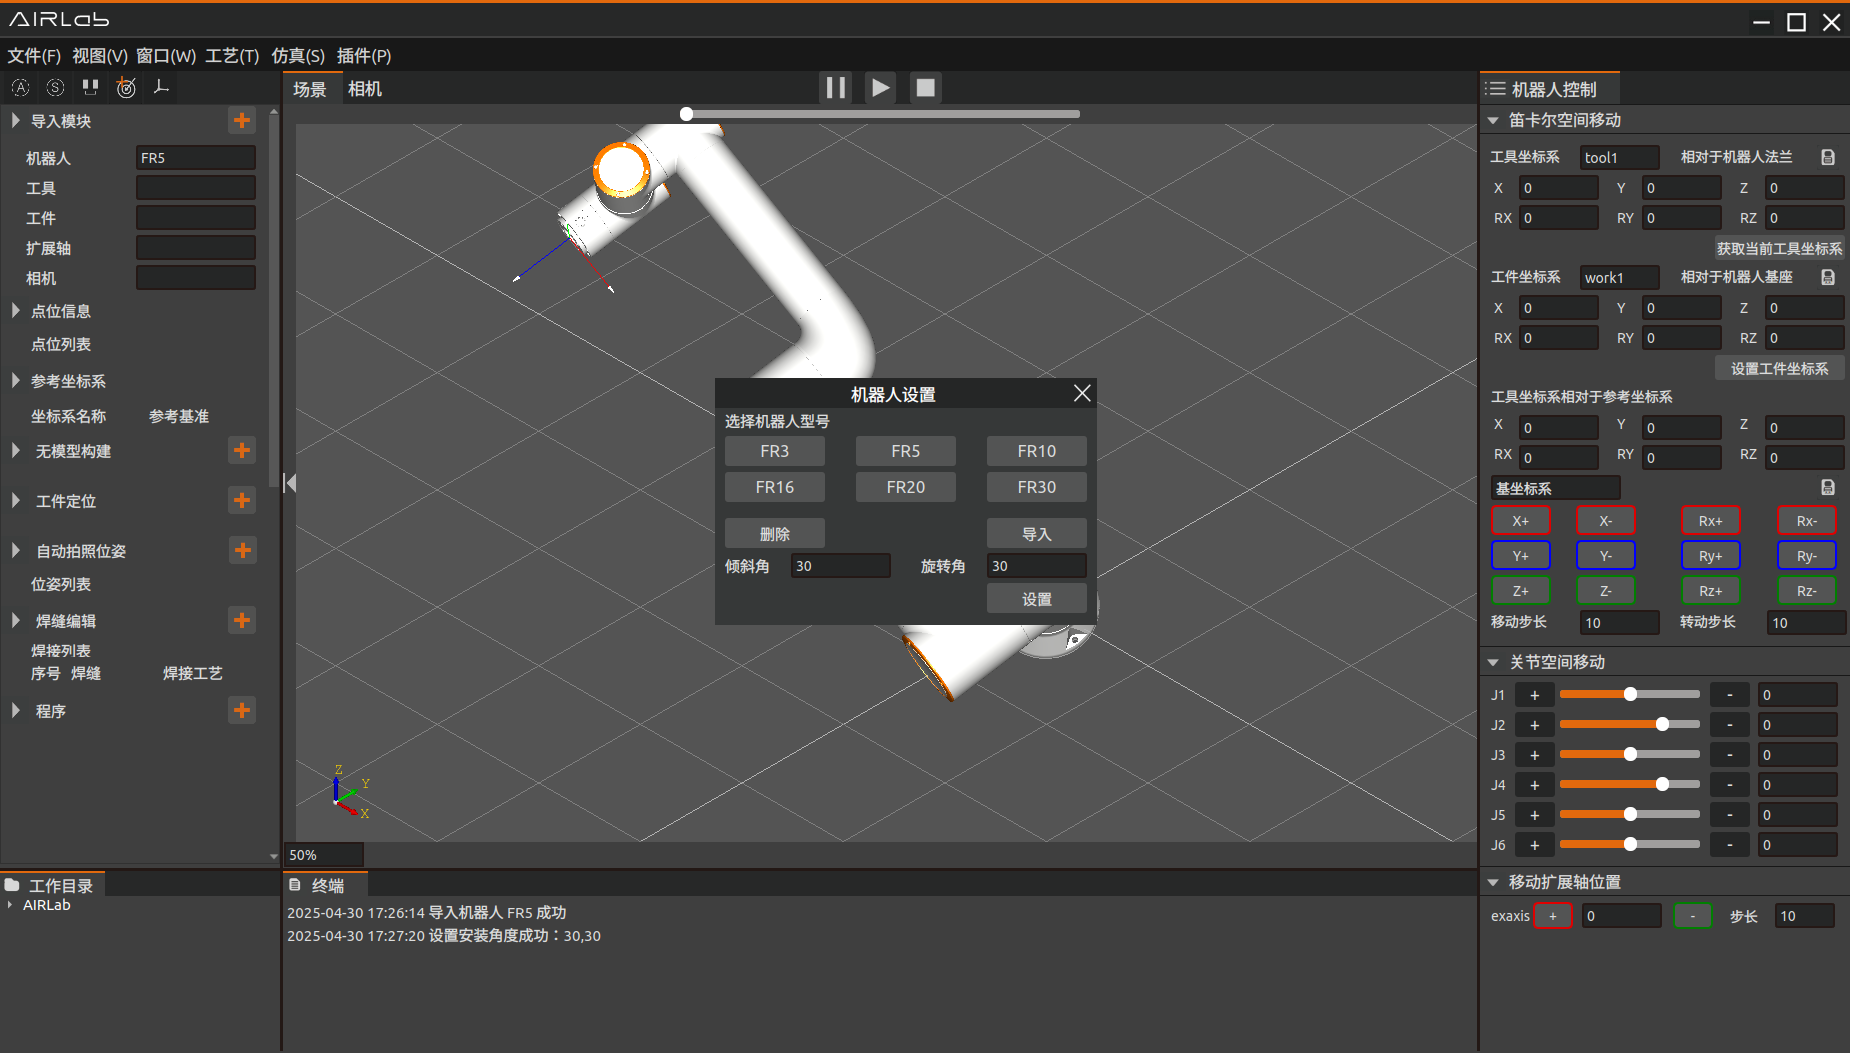 AIRLab
文件(F) 视图(V) 窗口(W) 工艺(T) 仿真(S) 插件(P)
A S
导入模块
机器人 FR5
工具
工件
扩展轴
相机
点位信息
点位列表
参考坐标系
坐标系名称 参考基准
无模型构建
工件定位
自动拍照位姿
位姿列表
焊缝编辑
焊接列表
序号 焊缝 焊接工艺
程序
工作目录
AIRLab
场景 相机
机器人设置
选择机器人型号
FR3 FR5 FR10
FR16 FR20 FR30
删除 导入
倾斜角 30 旋转角 30
设置
Z
Y
X
50%
终端
2025-04-30 17:26:14 导入机器人 FR5 成功
2025-04-30 17:27:20 设置安装角度成功：30,30
机器人控制
笛卡尔空间移动
工具坐标系 tool1 相对于机器人法兰
X 0 Y 0 Z 0
RX 0 RY 0 RZ 0
获取当前工具坐标系
工件坐标系 work1 相对于机器人基座
X 0 Y 0 Z 0
RX 0 RY 0 RZ 0
设置工件坐标系
工具坐标系相对于参考坐标系
X 0 Y 0 Z 0
RX 0 RY 0 RZ 0
基坐标系
X+ X- Rx+ Rx-
Y+ Y- Ry+ Ry-
Z+ Z- Rz+ Rz-
移动步长 10 转动步长 10
关节空间移动
J1 + - 0
J2 + - 0
J3 + - 0
J4 + - 0
J5 + - 0
J6 + - 0
移动扩展轴位置
exaxis + 0 - 步长 10